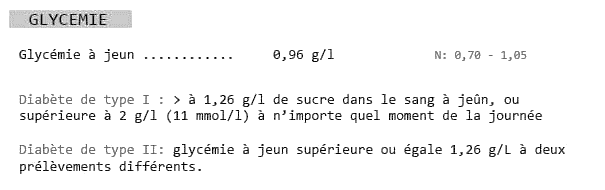 GLYCEMIE
Glycémie à jeun ............ 0,96 g/l N: 0,70 - 1,05
Diabète de type I : > à 1,26 g/l de sucre dans le sang à jeûn, ou
supérieure à 2 g/l (11 mmol/l) à n’importe quel moment de la journée
Diabète de type II: glycémie à jeun supérieure ou égale 1,26 g/L à deux
prélèvements différents.